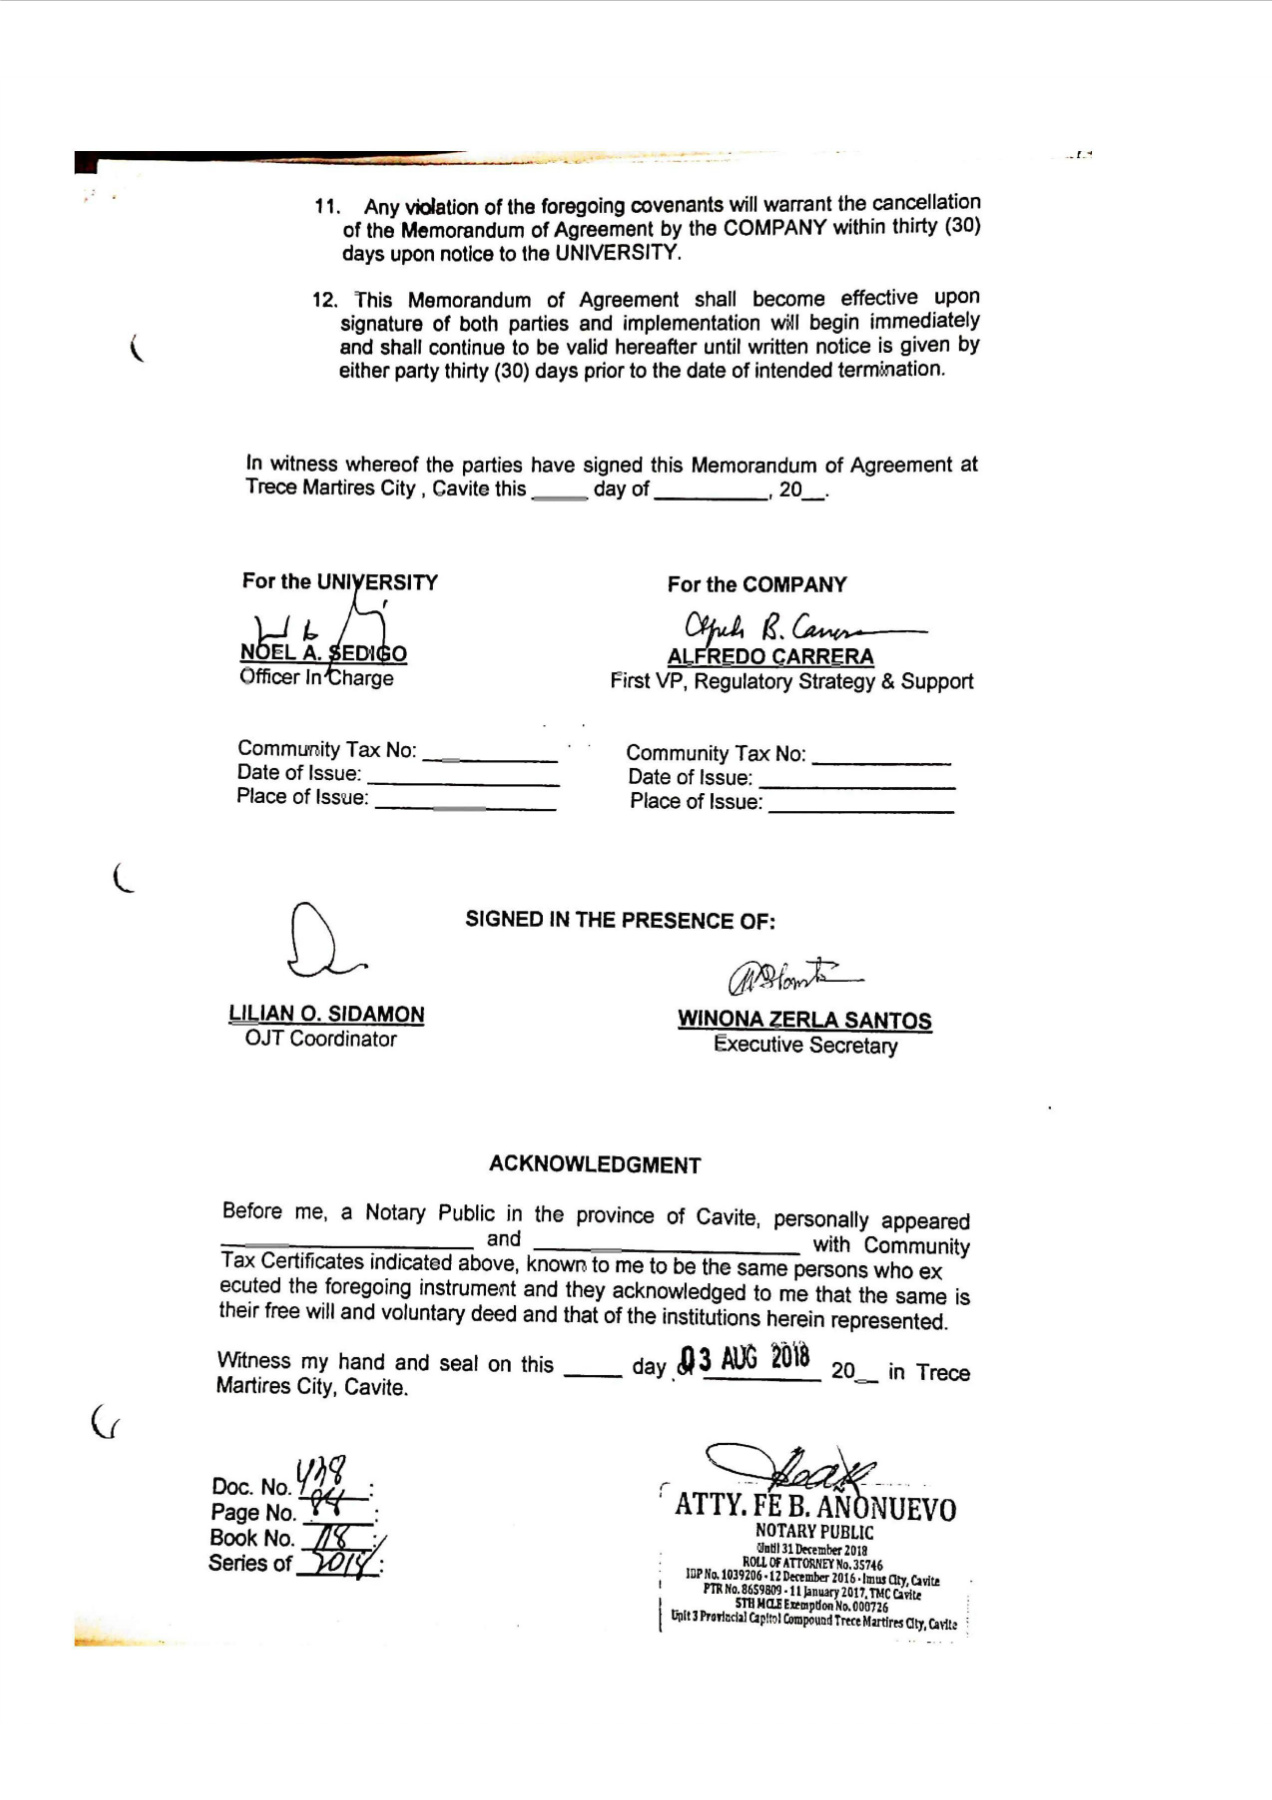 11. Any violation of the foregoing covenants will warrant the cancellation
of the Memorandum of Agreement by the COMPANY within thirty (30)
days upon notice to the UNIVERSITY.
12. This Memorandum of Agreement shall become effective upon
signature of both parties and implementation will begin immediately
and shall continue to be valid hereafter until written notice is given by
either party thirty (30) days prior to the date of intended termination.
In witness whereof the parties have signed this Memorandum of Agreement at
Trece Martires City , Cavite this _____ day of __________, 20__.
For the UNIVERSITY
NOEL A. SEDIGO
Officer In Charge
For the COMPANY
Alfredo B. Carrera
ALFREDO CARRERA
First VP, Regulatory Strategy & Support
Community Tax No: ____________
Date of Issue: _________________
Place of Issue: ________________
Community Tax No: ____________
Date of Issue: _________________
Place of Issue: ________________
SIGNED IN THE PRESENCE OF:
LILIAN O. SIDAMON
OJT Coordinator
WINONA ZERLA SANTOS
Executive Secretary
ACKNOWLEDGMENT
Before me, a Notary Public in the province of Cavite, personally appeared
______________________ and ______________________ with Community
Tax Certificates indicated above, known to me to be the same persons who ex
ecuted the foregoing instrument and they acknowledged to me that the same is
their free will and voluntary deed and that of the institutions herein represented.
Witness my hand and seal on this _____ day 03 AUG 2018 20__ in Trece
Martires City, Cavite.
Doc. No. 438 :
Page No. :
Book No. 118 :
Series of 2018 :
ATTY. FE B. AÑONUEVO
NOTARY PUBLIC
Until 31 December 2018
ROLL OF ATTORNEY No. 35746
IDP No. 1039206 - 12 December 2016 - Imus City, Cavite
PTR No. 8659809 - 11 January 2017, TMC Cavite
5TH MCLE Exemption No. 000726
Unit 3 Provincial Capitol Compound Trece Martires City, Cavite